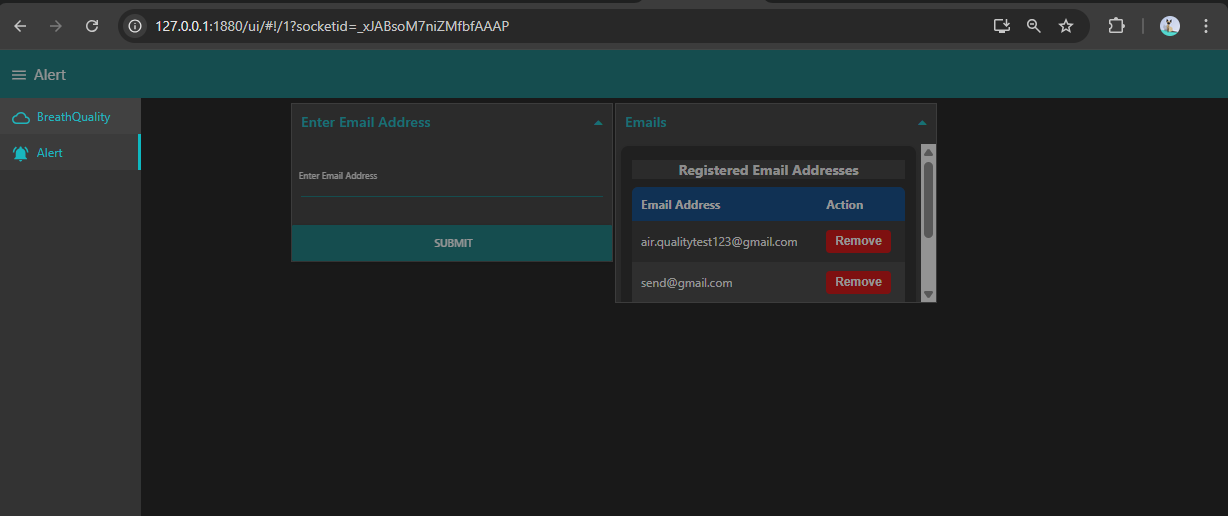 127.0.0.1:1880/ui/#!/1?socketid=_xJABsoM7niZMfbfAAAP
Alert
BreathQuality
Alert
Enter Email Address
Enter Email Address
SUBMIT
Emails
Registered Email Addresses
Email Address Action
air.qualitytest123@gmail.com Remove
send@gmail.com Remove